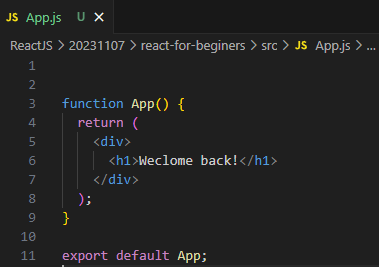 JS App.js U ×
ReactJS > 20231107 > react-for-beginers > src > JS App.js > ...
1
2
3 function App() {
4   return (
5     <div>
6       <h1>Weclome back!</h1>
7     </div>
8   );
9 }
10
11 export default App;